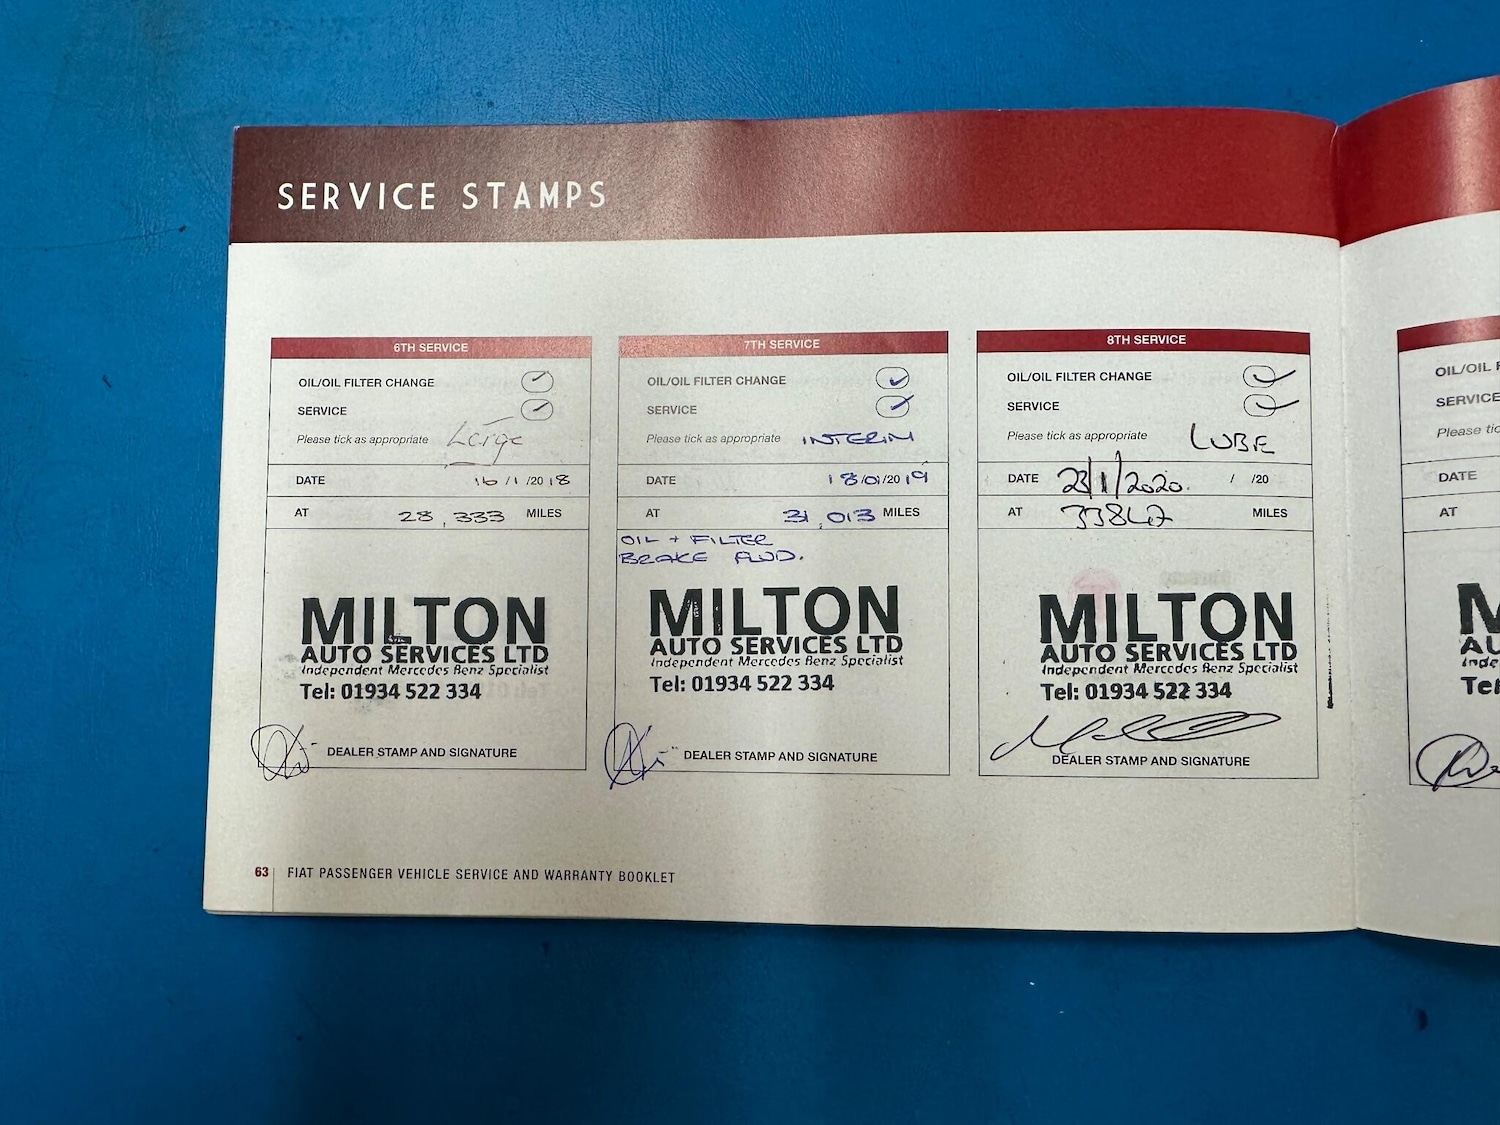 SERVICE STAMPS
6TH SERVICE
OIL/OIL FILTER CHANGE
SERVICE
Please tick as appropriate Large
DATE 16/1/2018
AT 28,333 MILES
MILTON
AUTO SERVICES LTD
Independent Mercedes Benz Specialist
Tel: 01934 522 334
DEALER STAMP AND SIGNATURE
7TH SERVICE
OIL/OIL FILTER CHANGE
SERVICE
Please tick as appropriate INTERIM
DATE 18/01/2019
AT 31,013 MILES
OIL + FILTER
BRAKE FLUD.
MILTON
AUTO SERVICES LTD
Independent Mercedes Benz Specialist
Tel: 01934 522 334
DEALER STAMP AND SIGNATURE
8TH SERVICE
OIL/OIL FILTER CHANGE
SERVICE
Please tick as appropriate LUBE
DATE 23/1/2020. / /20
AT 33847 MILES
MILTON
AUTO SERVICES LTD
Independent Mercedes Benz Specialist
Tel: 01934 522 334
DEALER STAMP AND SIGNATURE
OIL/OIL
SERVICE
Please
DATE
AT
63 FIAT PASSENGER VEHICLE SERVICE AND WARRANTY BOOKLET